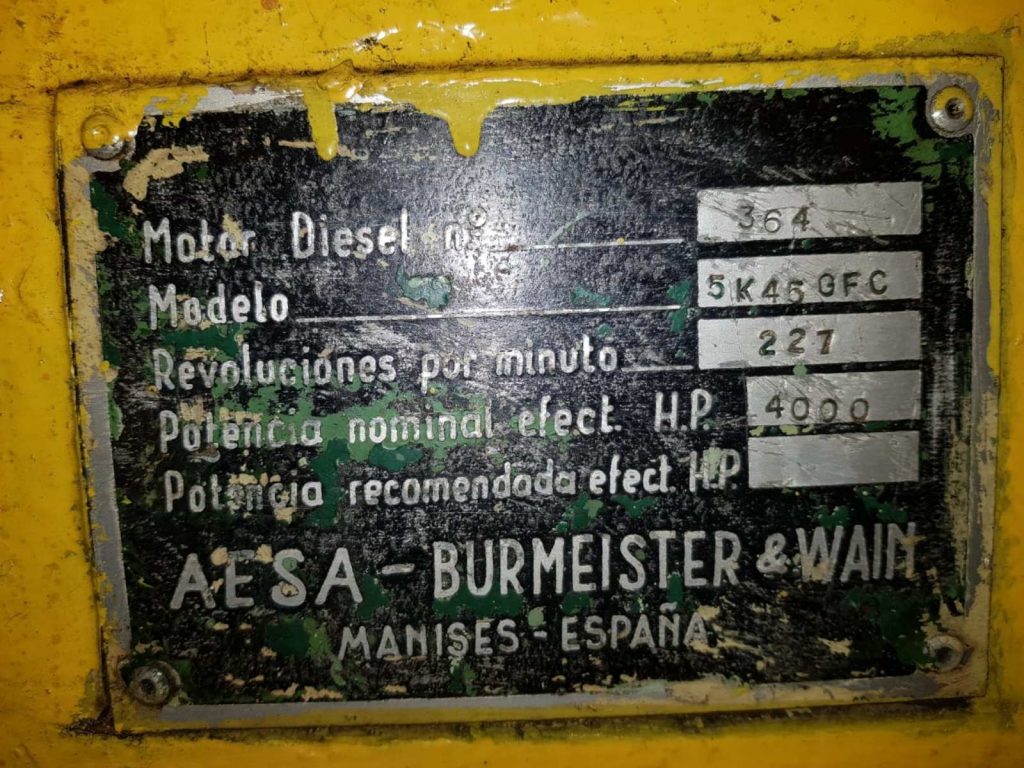 Motor Diesel nº 364
Modelo 5K45GFC
Revoluciones por minuto 227
Potencia nominal efect. H.P. 4000
Potencia recomendada efect. H.P.
AESA - BURMEISTER & WAIN
MANISES - ESPAÑA